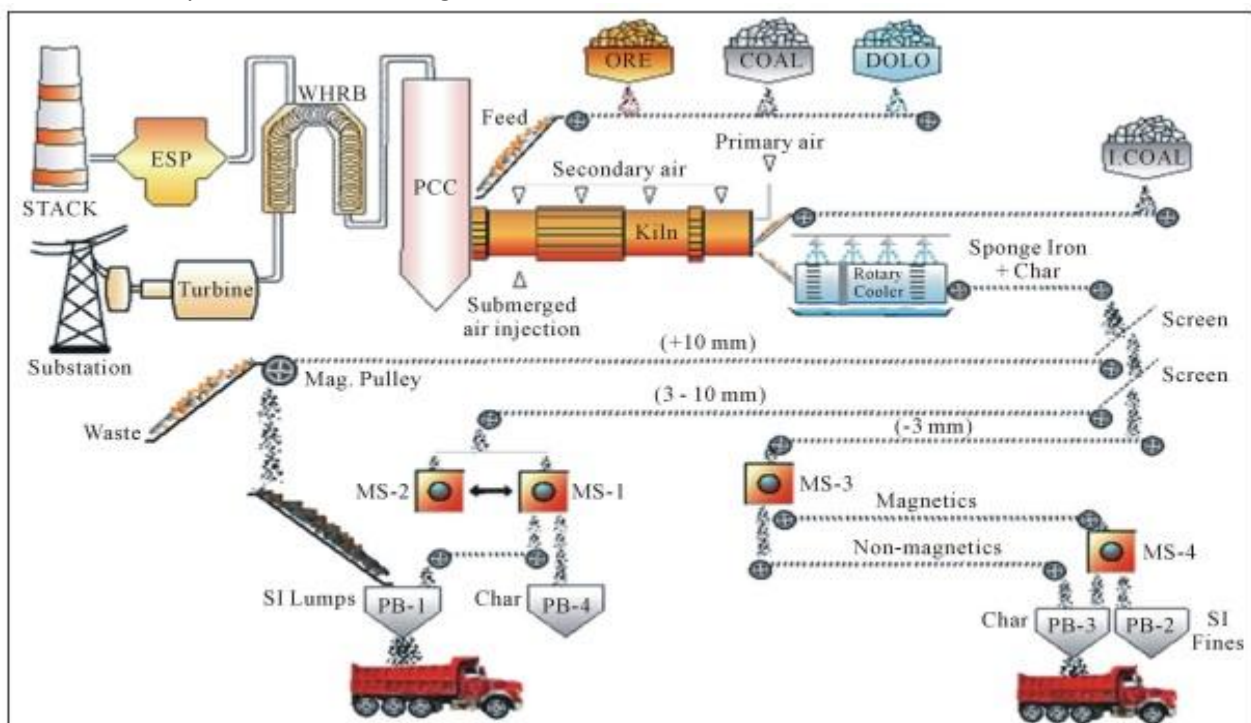 ORE
COAL
DOLO
WHRB
Feed
Primary air
I.COAL
ESP
PCC
Secondary air
STACK
Kiln
Sponge Iron
+ Char
Rotary
Cooler
Turbine
Submerged
air injection
Screen
Substation
(+10 mm)
Mag. Pulley
Screen
(3 - 10 mm)
Waste
(-3 mm)
MS-2
MS-1
MS-3
Magnetics
Non-magnetics
MS-4
SI Lumps
PB-1
Char
PB-4
Char
PB-3
PB-2
SI
Fines